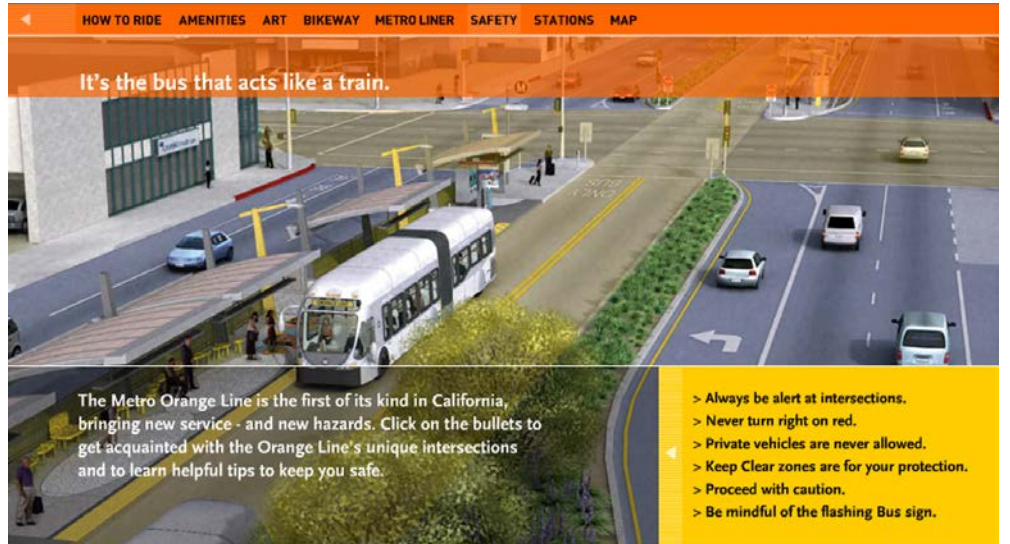 HOW TO RIDE AMENITIES ART BIKEWAY METRO LINER SAFETY STATIONS MAP
It's the bus that acts like a train.
BUS
ONLY
The Metro Orange Line is the first of its kind in California,
bringing new service - and new hazards. Click on the bullets to
get acquainted with the Orange Line's unique intersections
and to learn helpful tips to keep you safe.
> Always be alert at intersections.
> Never turn right on red.
> Private vehicles are never allowed.
> Keep Clear zones are for your protection.
> Proceed with caution.
> Be mindful of the flashing Bus sign.